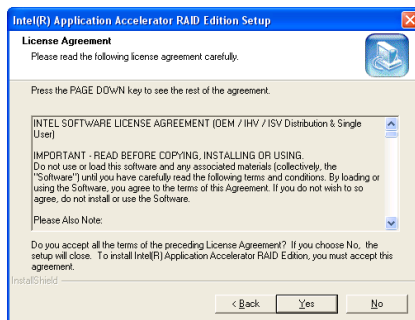 Intel(R) Application Accelerator RAID Edition Setup
License Agreement
Please read the following license agreement carefully.
Press the PAGE DOWN key to see the rest of the agreement.
INTEL SOFTWARE LICENSE AGREEMENT (OEM / IHV / ISV Distribution & Single
User)
IMPORTANT - READ BEFORE COPYING, INSTALLING OR USING.
Do not use or load this software and any associated materials (collectively, the
"Software") until you have carefully read the following terms and conditions. By loading or
using the Software, you agree to the terms of this Agreement. If you do not wish to so
agree, do not install or use the Software.
Please Also Note:
Do you accept all the terms of the preceding License Agreement? If you choose No, the
setup will close. To install Intel(R) Application Accelerator RAID Edition, you must accept this
agreement.
InstallShield
< Back
Yes
No